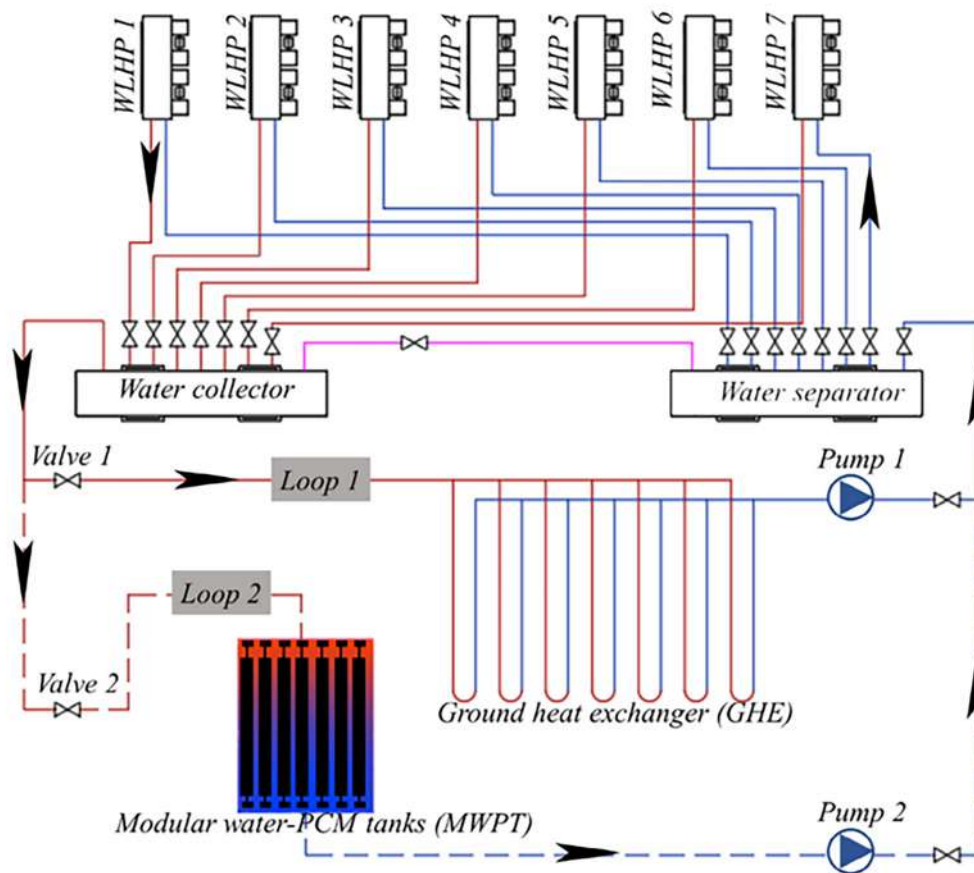 WLHP 1
WLHP 2
WLHP 3
WLHP 4
WLHP 5
WLHP 6
WLHP 7
Water collector
Water separator
Valve 1
Loop 1
Pump 1
Loop 2
Valve 2
Ground heat exchanger (GHE)
Modular water-PCM tanks (MWPT)
Pump 2